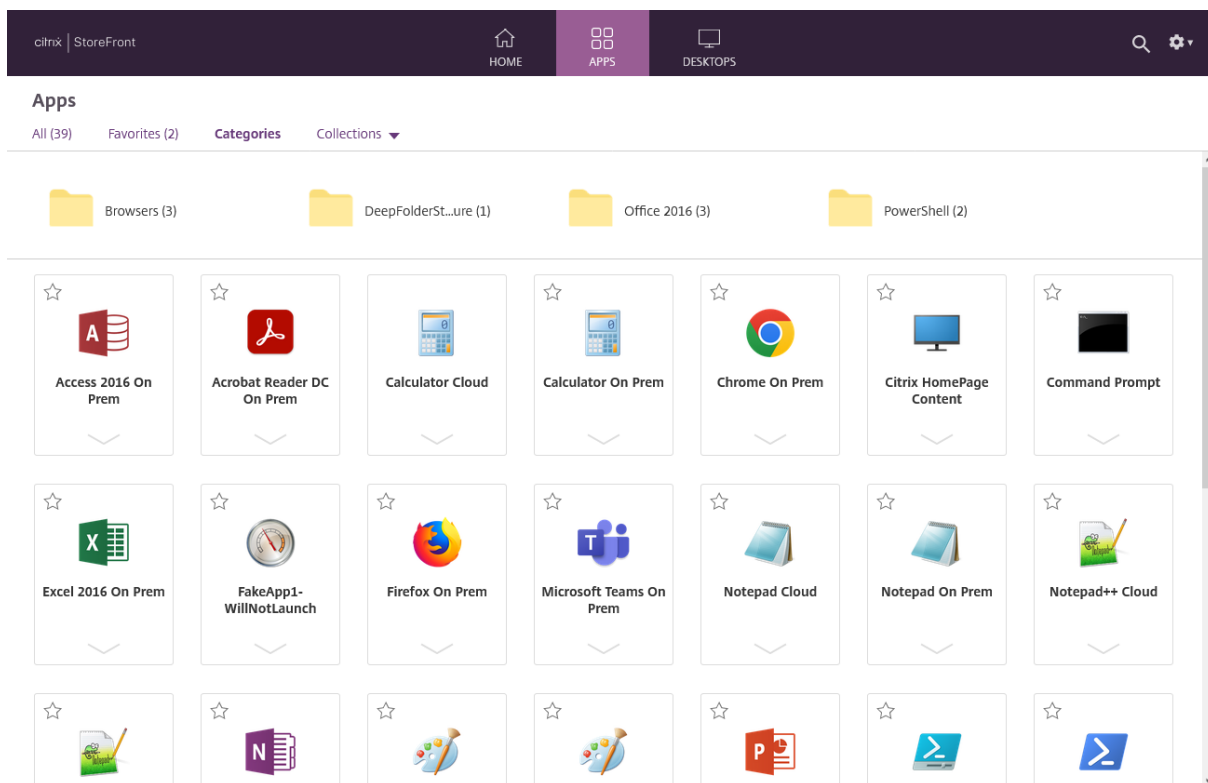 citrix | StoreFront
HOME
APPS
DESKTOPS
Apps
All (39) Favorites (2) Categories Collections
Browsers (3) DeepFolderSt...ure (1) Office 2016 (3) PowerShell (2)
Access 2016 On Prem
Acrobat Reader DC On Prem
Calculator Cloud
Calculator On Prem
Chrome On Prem
Citrix HomePage Content
Command Prompt
Excel 2016 On Prem
FakeApp1-WillNotLaunch
Firefox On Prem
Microsoft Teams On Prem
Notepad Cloud
Notepad On Prem
Notepad++ Cloud